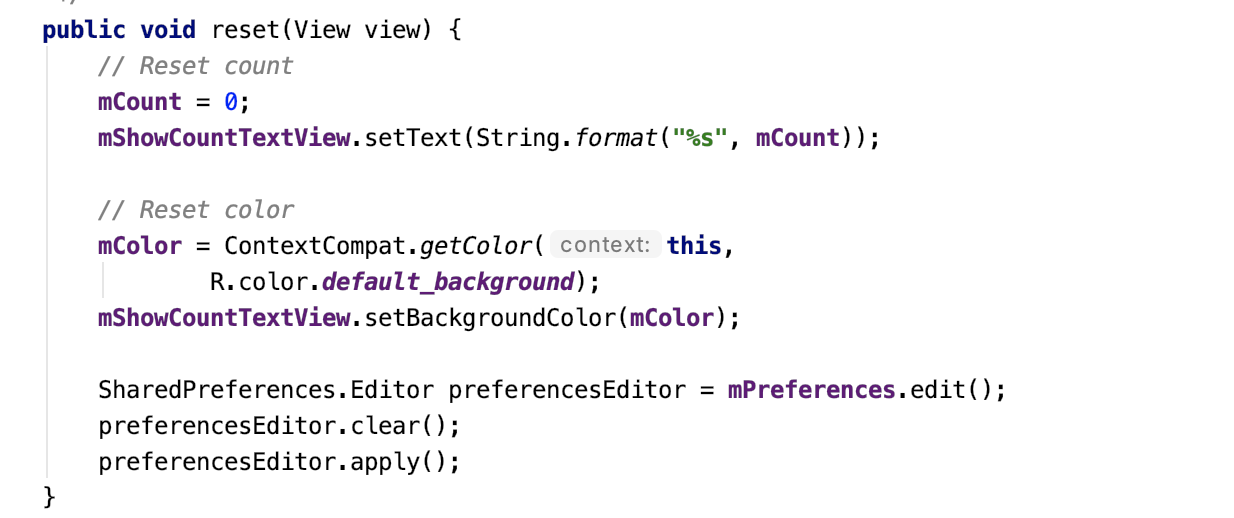 */
public void reset(View view) {
    // Reset count
    mCount = 0;
    mShowCountTextView.setText(String.format("%s", mCount));

    // Reset color
    mColor = ContextCompat.getColor( context: this,
            R.color.default_background);
    mShowCountTextView.setBackgroundColor(mColor);

    SharedPreferences.Editor preferencesEditor = mPreferences.edit();
    preferencesEditor.clear();
    preferencesEditor.apply();
}